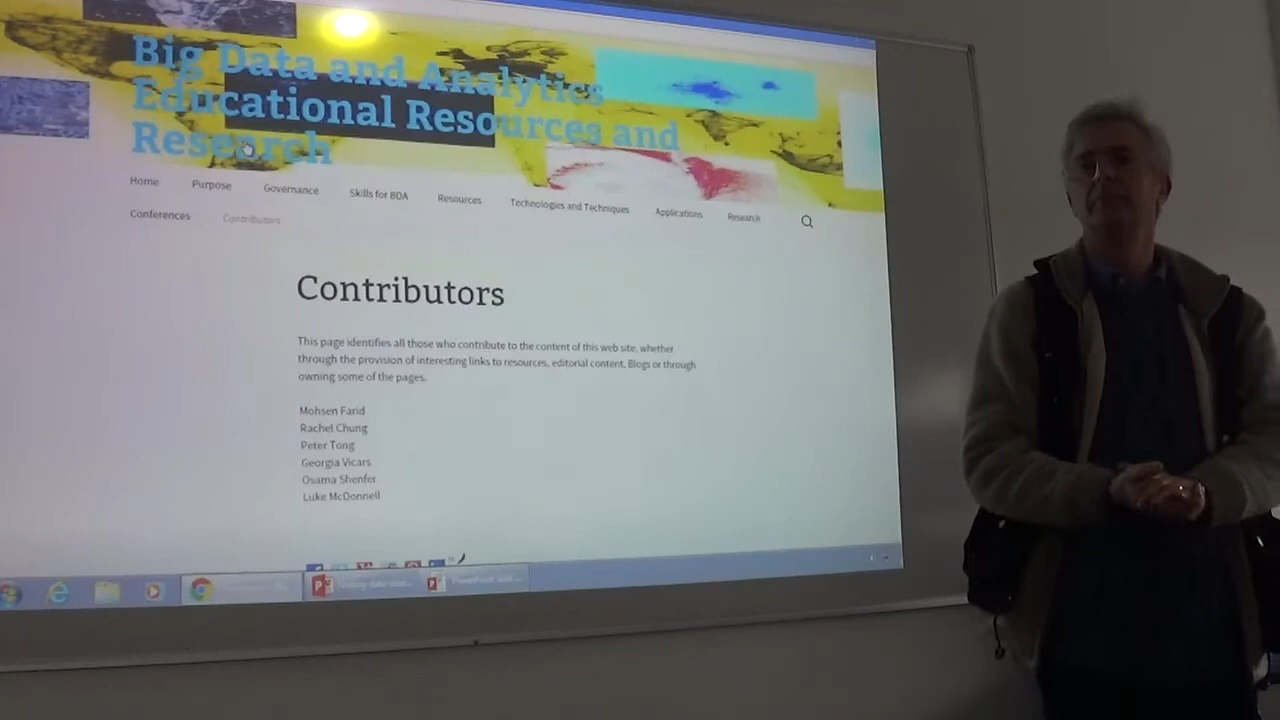 Big Data and Analytics
Educational Resources and
Research
Home Purpose Governance Skills for BDA Resources Technologies and Techniques Applications Research
Conferences Contributors
Contributors
This page identifies all those who contribute to the content of this web site, whether
through the provision of interesting links to resources, editorial content, Blogs or through
owning some of the pages.
Mohsen Farid
Rachel Chung
Peter Tong
Georgia Vicars
Osama Shenfer
Luke McDonnell